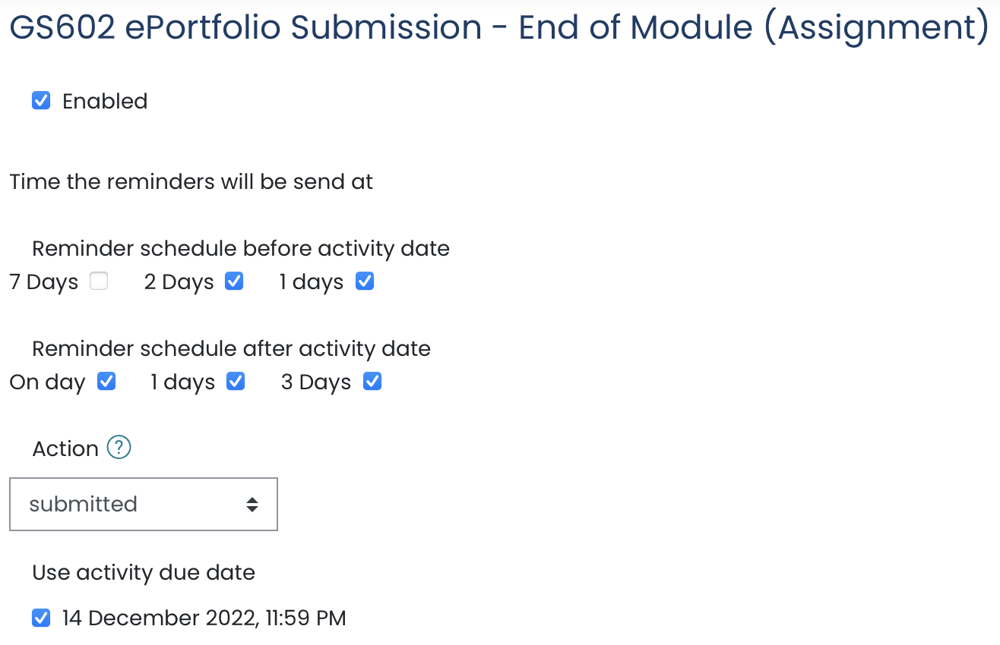 GS602 ePortfolio Submission - End of Module (Assignment)
Enabled
Time the reminders will be send at
Reminder schedule before activity date
7 Days 2 Days 1 days
Reminder schedule after activity date
On day 1 days 3 Days
Action ?
submitted
Use activity due date
14 December 2022, 11:59 PM